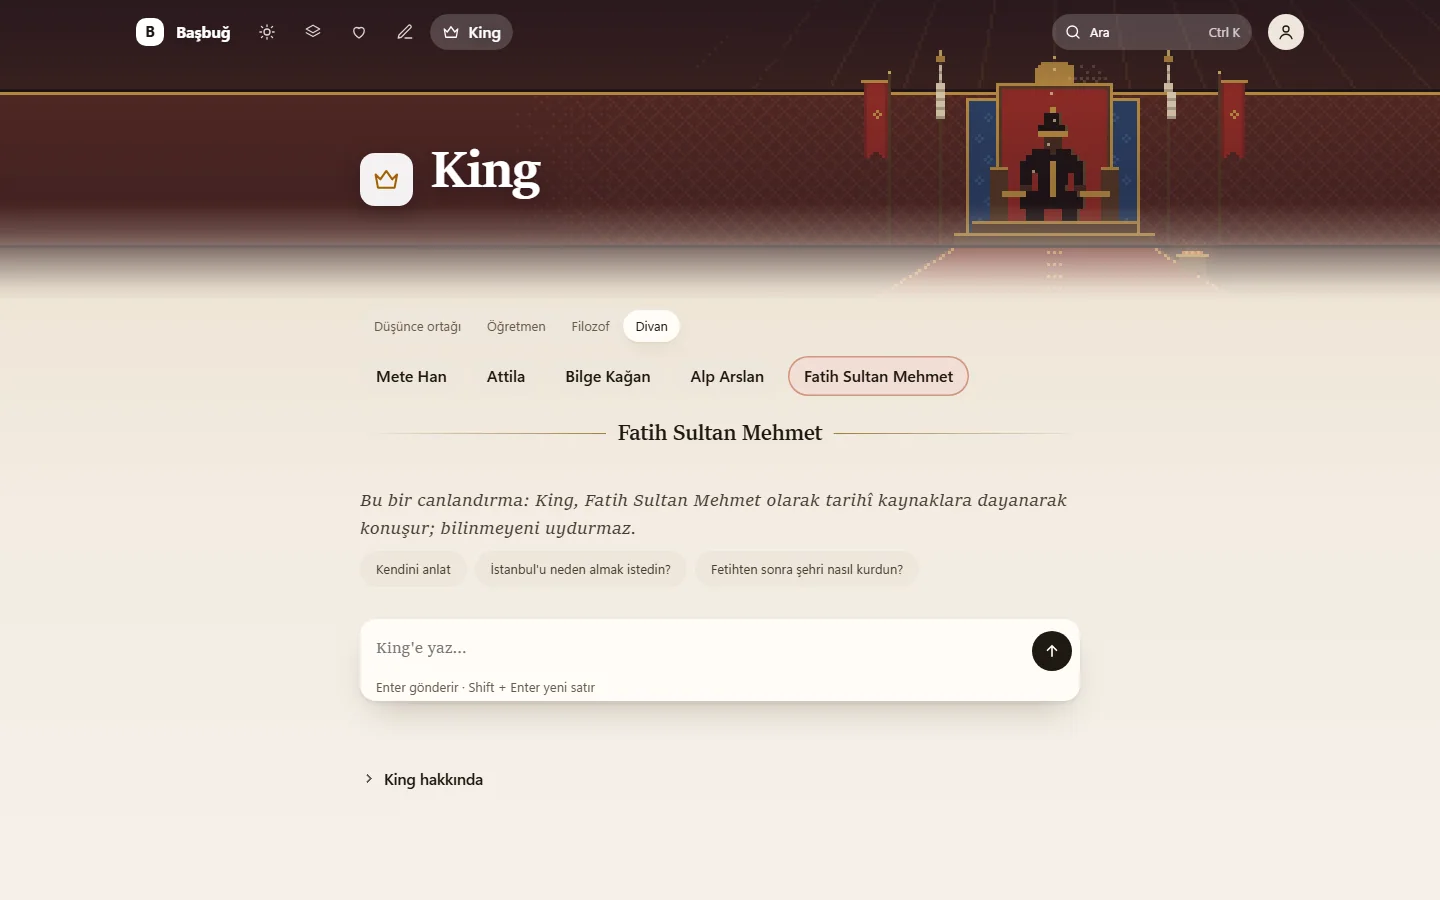 B Başbuğ King Ara Ctrl K
King
Düşünce ortağı Öğretmen Filozof Divan
Mete Han Attila Bilge Kağan Alp Arslan Fatih Sultan Mehmet
Fatih Sultan Mehmet
Bu bir canlandırma: King, Fatih Sultan Mehmet olarak tarihî kaynaklara dayanarak
konuşur; bilinmeyeni uydurmaz.
Kendini anlat İstanbul'u neden almak istedin? Fetihten sonra şehri nasıl kurdun?
King'e yaz...
Enter gönderir · Shift + Enter yeni satır
King hakkında